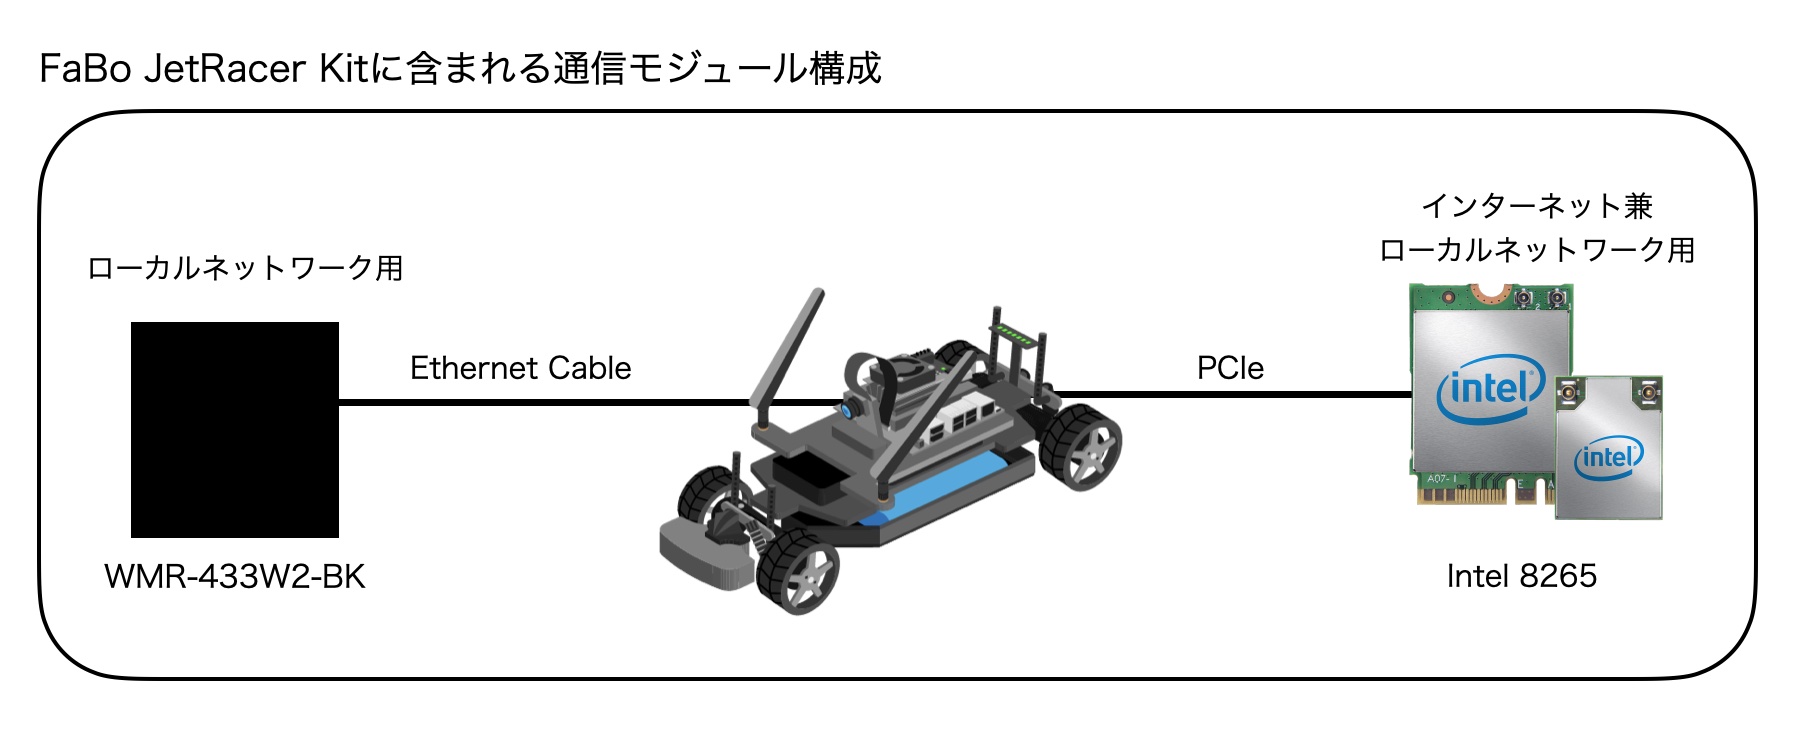 FaBo JetRacer Kitに含まれる通信モジュール構成
インターネット兼
ローカルネットワーク用
ローカルネットワーク用
Ethernet Cable
PCIe
intel
intel
A07-1
E
A
2
1
WMR-433W2-BK
Intel 8265